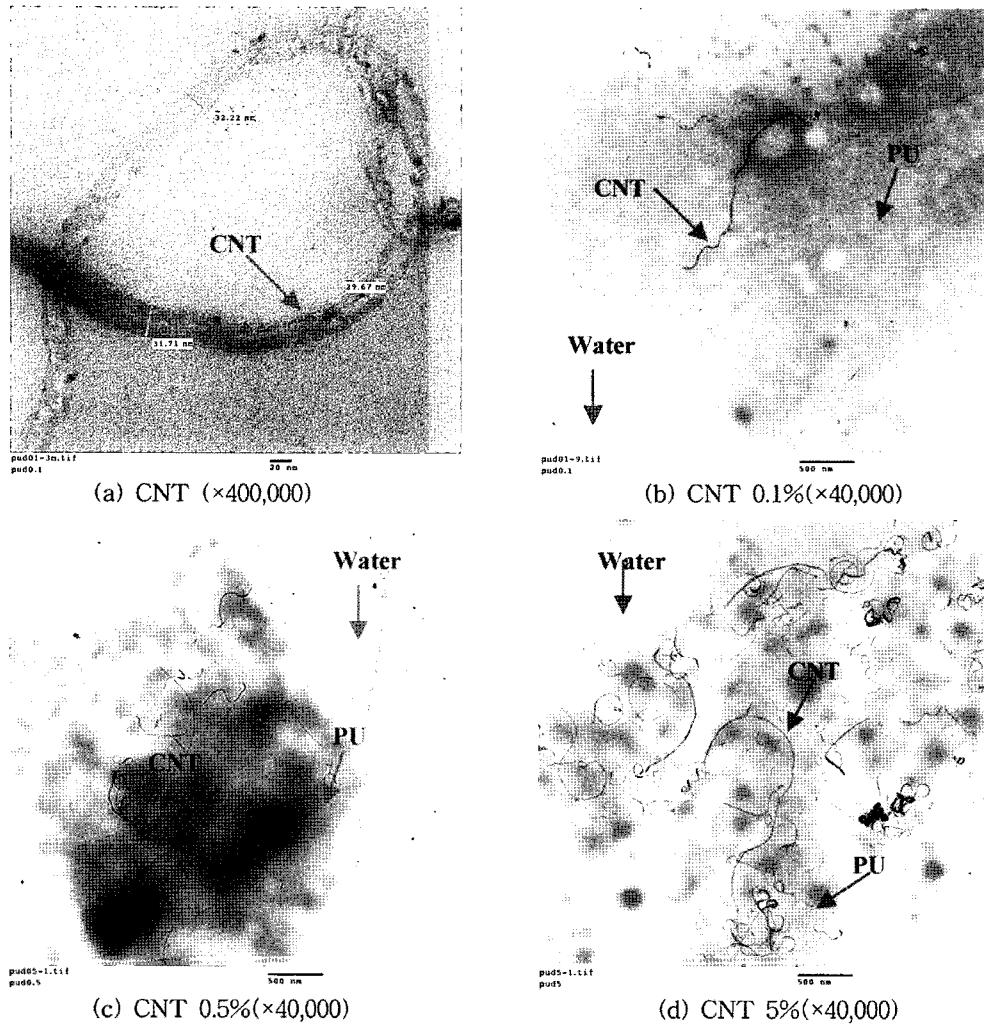 32.22 nm
CNT
29.67 nm
31.71 nm
pud01-3m.tif
pud0.1
20 nm
(a) CNT (×400,000)
CNT
PU
Water
pud01-9.tif
pud0.1
500 nm
(b) CNT 0.1%(×40,000)
Water
CNT
PU
pud05-1.tif
pud0.5
500 nm
(c) CNT 0.5%(×40,000)
Water
CNT
PU
pud5-1.tif
pud5
500 nm
(d) CNT 5%(×40,000)